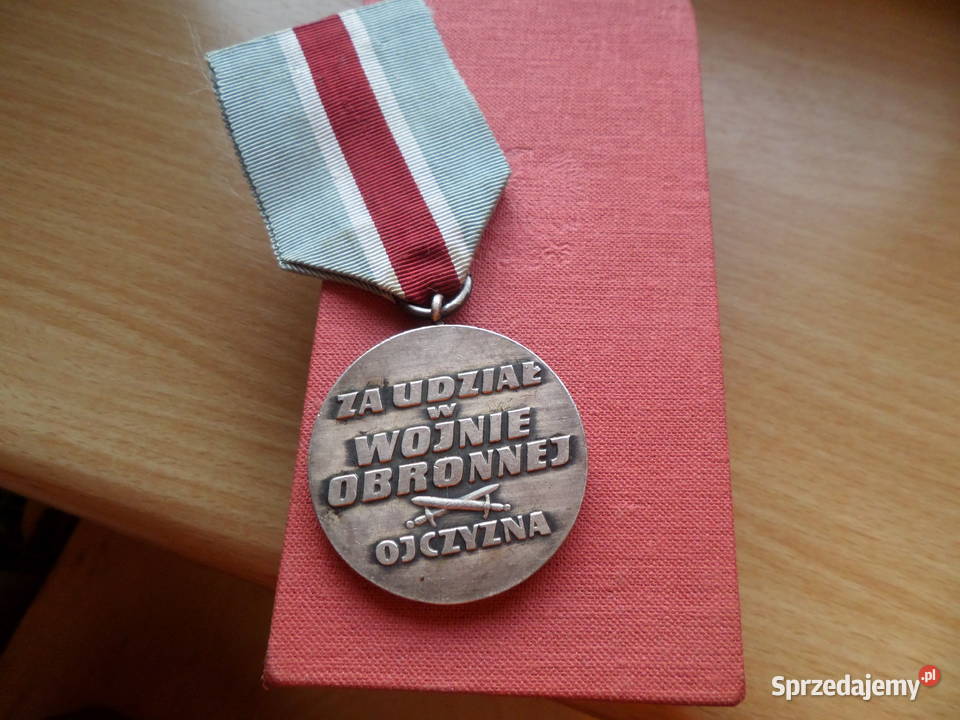 ZA UDZIAŁ
w
WOJNIE
OBRONNEJ
OJCZYZNA
Sprzedajemy.pl